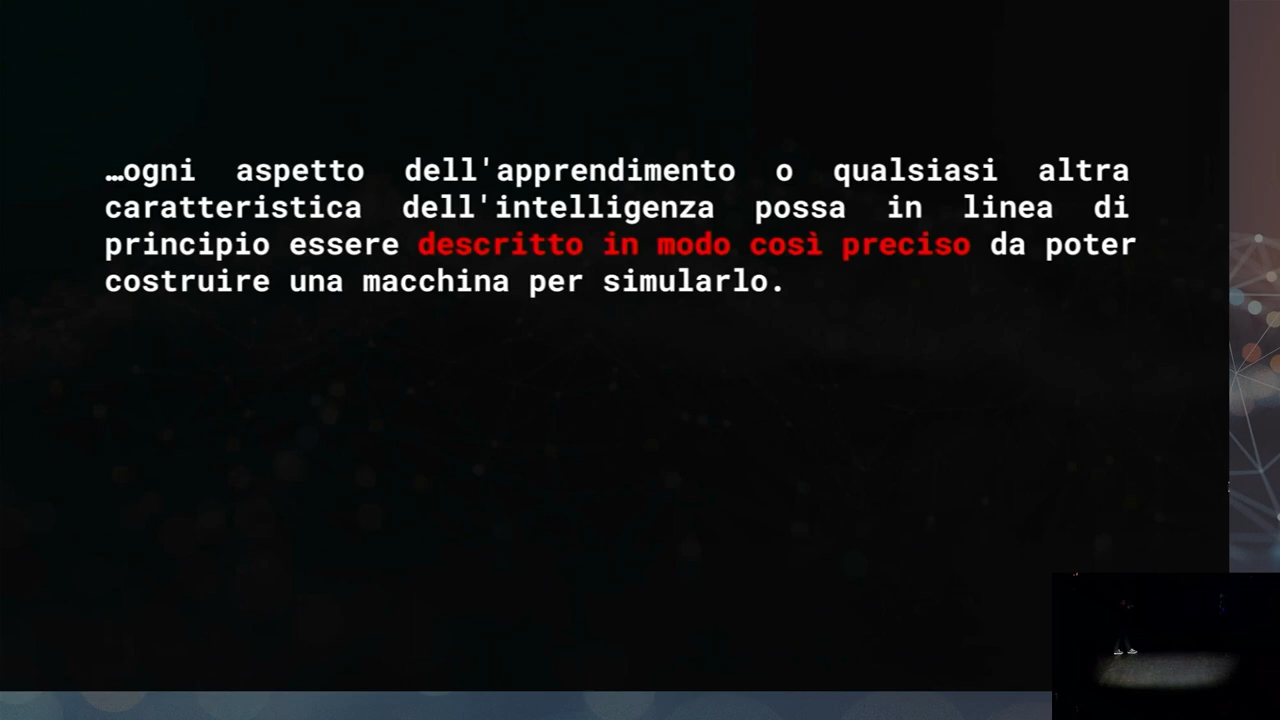 …ogni aspetto dell'apprendimento o qualsiasi altra
caratteristica dell'intelligenza possa in linea di
principio essere descritto in modo così preciso da poter
costruire una macchina per simularlo.